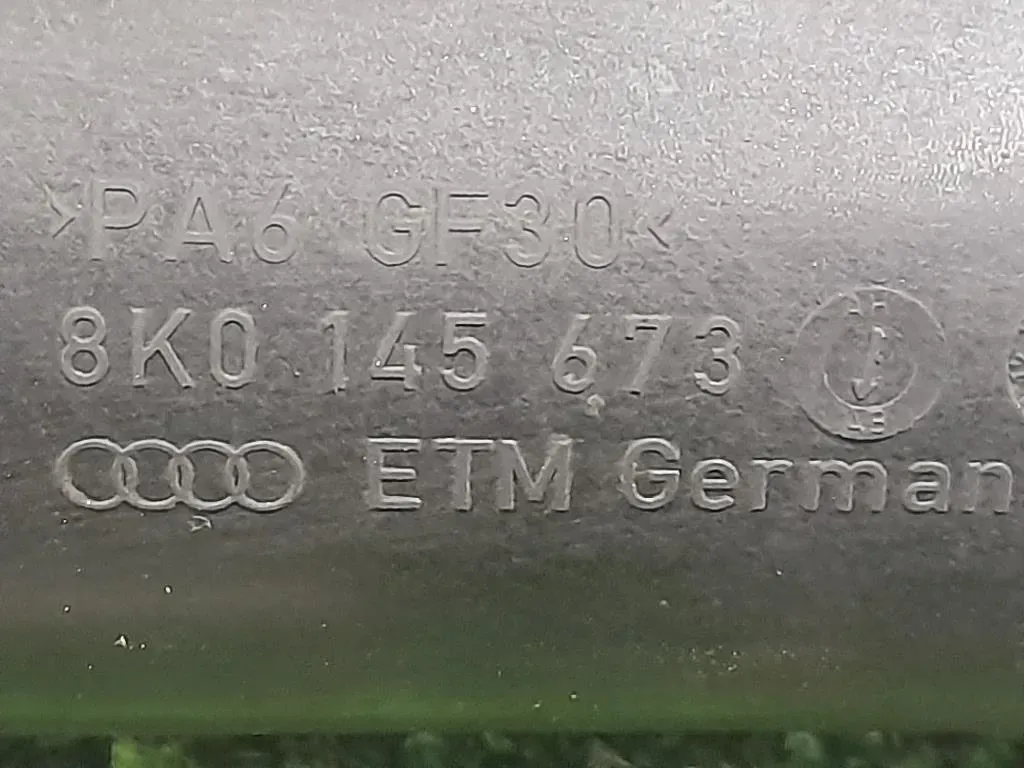 >PA6 GF30<
8K0 145 673
ETM German